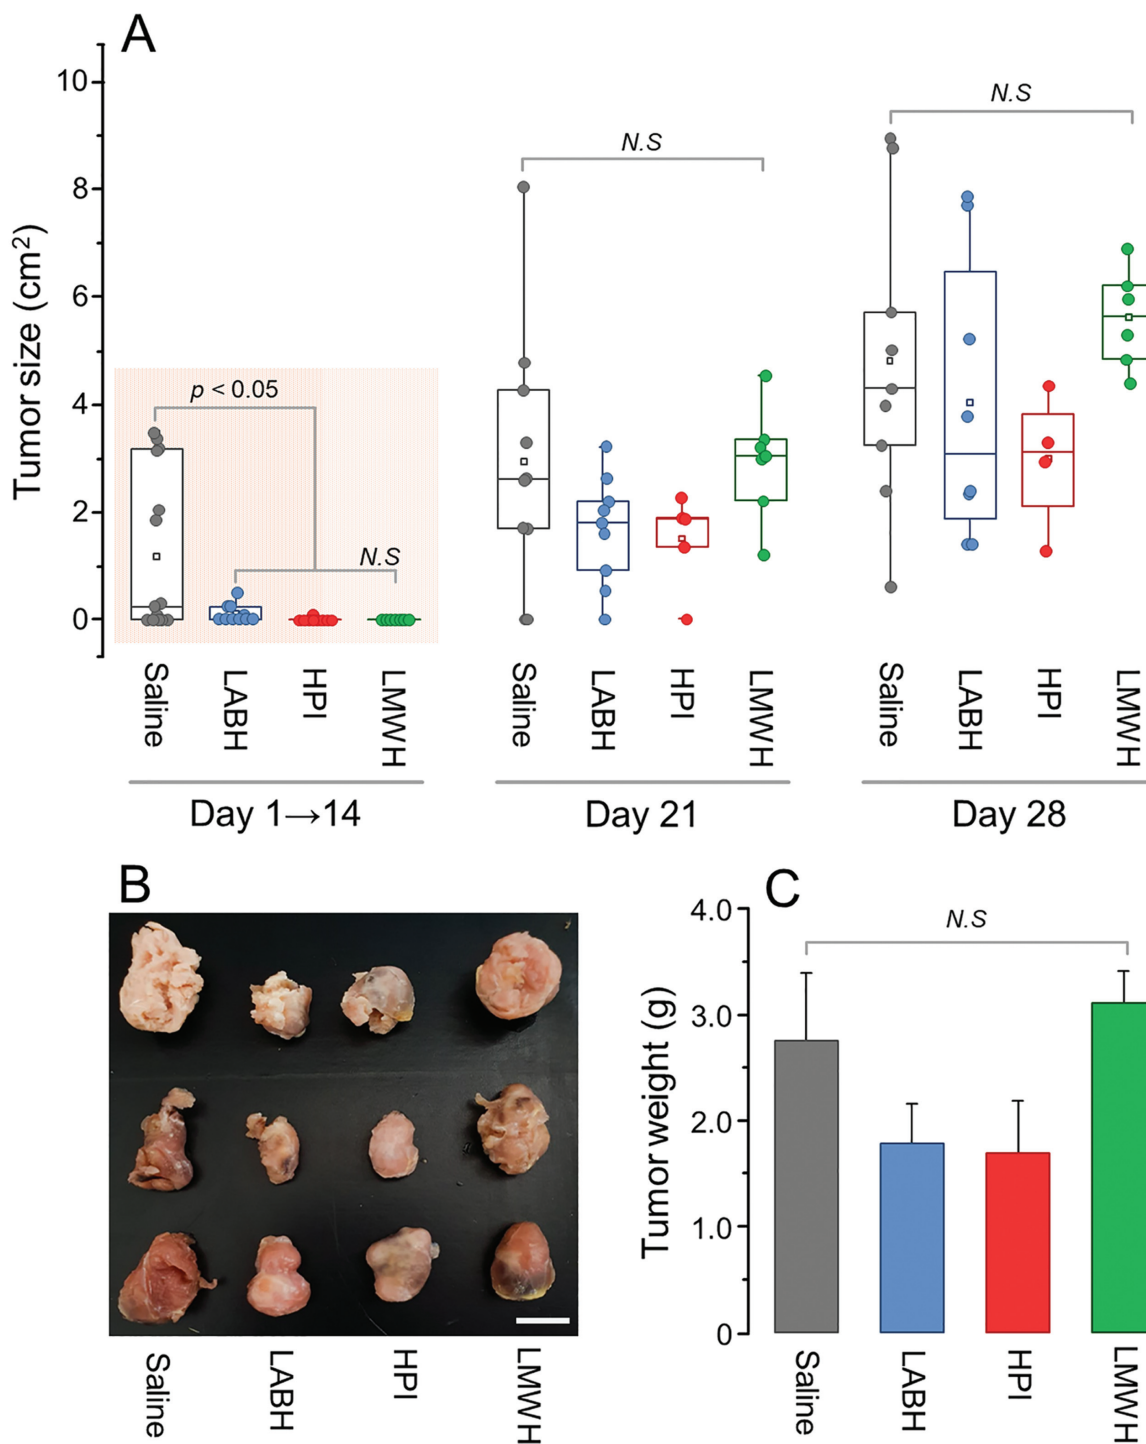 A
Tumor size (cm²)
10
8
6
4
2
0
p < 0.05
N.S
N.S
N.S
Saline
LABH
HPI
LMWH
Saline
LABH
HPI
LMWH
Saline
LABH
HPI
LMWH
Day 1→14
Day 21
Day 28
B
Saline
LABH
HPI
LMWH
C
Tumor weight (g)
4.0
3.0
2.0
1.0
0
N.S
Saline
LABH
HPI
LMWH